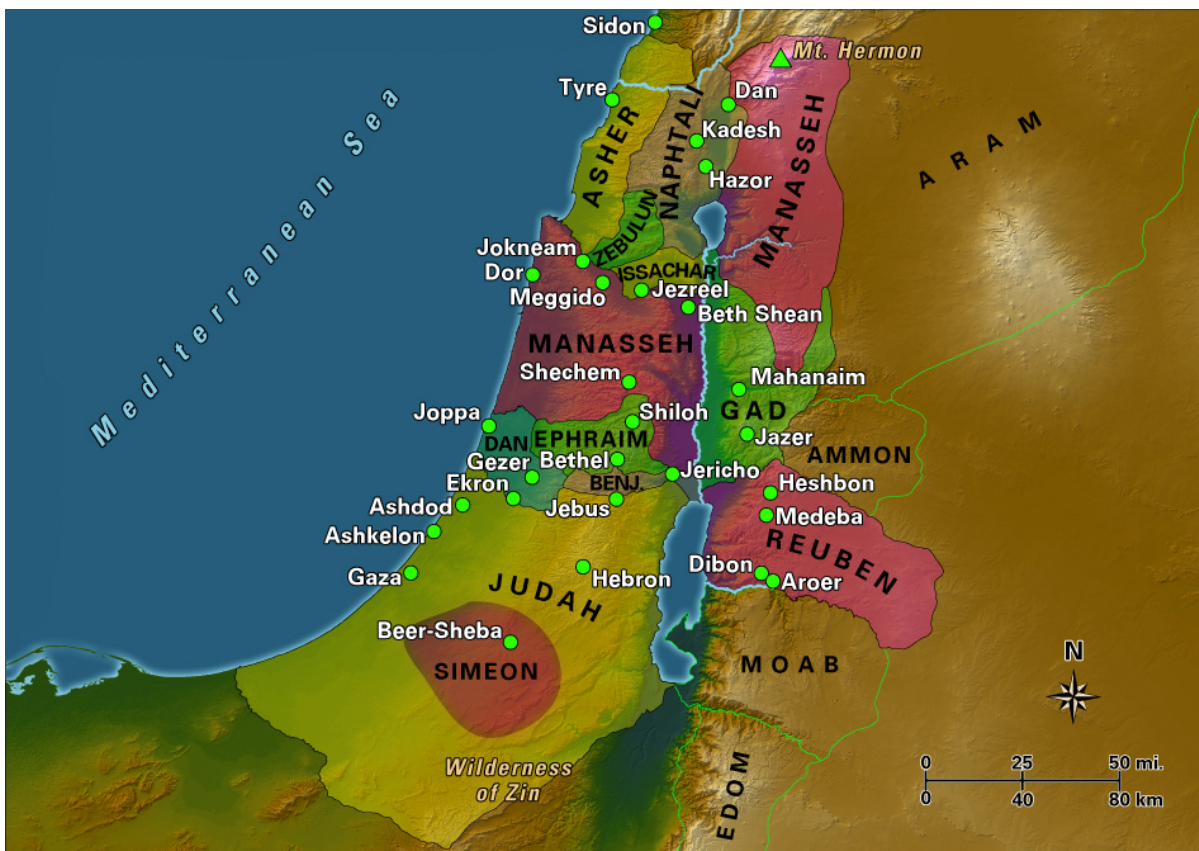 Sidon
Mt. Hermon
Tyre
Dan
ASHER
NAPHTALI
Kadesh
MANASSEH
ARAM
Mediterranean Sea
Hazor
ZEBULUN
Jokneam
Dor
ISSACHAR
Meggido
Jezreel
Beth Shean
MANASSEH
Shechem
Mahanaim
Joppa
Shiloh
GAD
DAN
EPHRAIM
Jazer
Gezer
Bethel
AMMON
Ekron
BENJ.
Jericho
Heshbon
Ashdod
Jebus
Medeba
Ashkelon
REUBEN
Gaza
Hebron
Dibon
Aroer
JUDAH
Beer-Sheba
SIMEON
MOAB
N
Wilderness
of Zin
EDOM
0 25 50 mi.
0 40 80 km